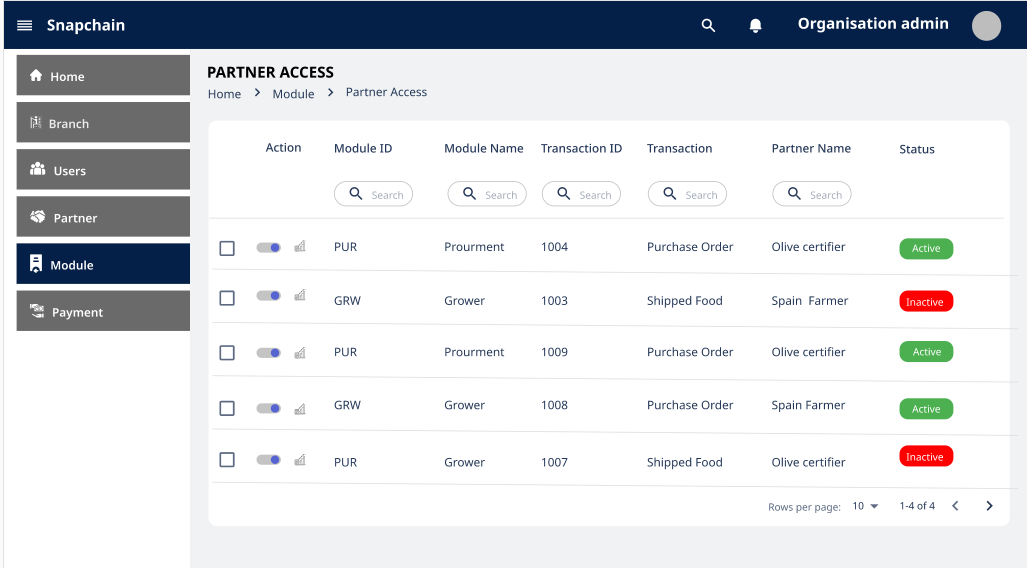 Snapchain Organisation admin
Home
Branch
Users
Partner
Module
Payment
PARTNER ACCESS
Home > Module > Partner Access
Action Module ID Module Name Transaction ID Transaction Partner Name Status
Search Search Search Search Search
PUR Prourment 1004 Purchase Order Olive certifier Active
GRW Grower 1003 Shipped Food Spain Farmer Inactive
PUR Prourment 1009 Purchase Order Olive certifier Active
GRW Grower 1008 Purchase Order Spain Farmer Active
PUR Grower 1007 Shipped Food Olive certifier Inactive
Rows per page: 10 1-4 of 4